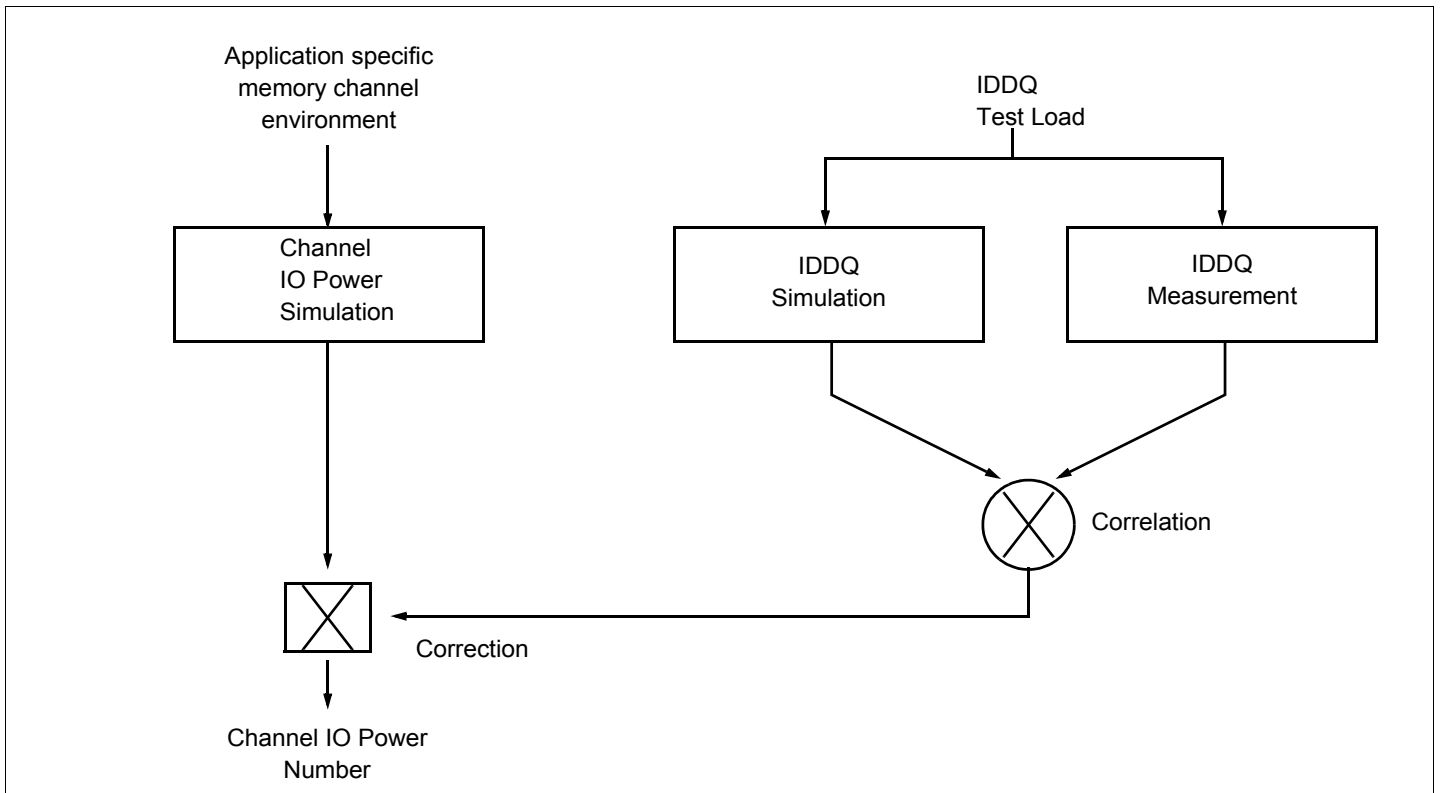 Application specific
memory channel
environment
IDDQ
Test Load
Channel
IO Power
Simulation
IDDQ
Simulation
IDDQ
Measurement
Correlation
Correction
Channel IO Power
Number